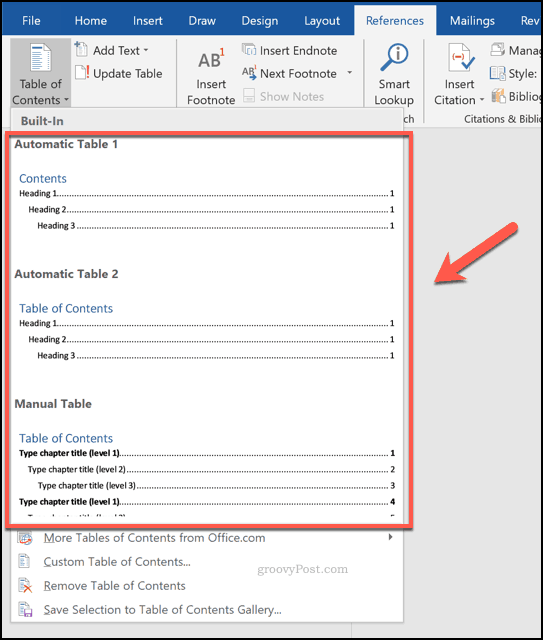 File Home Insert Draw Design Layout References Mailings Rev
Table of Contents
Add Text
Update Table
AB1
Insert Footnote
Insert Endnote
Next Footnote
Show Notes
Smart Lookup
ch
Insert Citation
Manag
Style:
Bibliog
Citations & Biblio
Built-In
Automatic Table 1
Contents
Heading 1 1
Heading 2 1
Heading 3 1
Automatic Table 2
Table of Contents
Heading 1 1
Heading 2 1
Heading 3 1
Manual Table
Table of Contents
Type chapter title (level 1) 1
Type chapter title (level 2) 2
Type chapter title (level 3) 3
Type chapter title (level 1) 4
More Tables of Contents from Office.com
Custom Table of Contents...
groovyPost.com
Remove Table of Contents
Save Selection to Table of Contents Gallery...